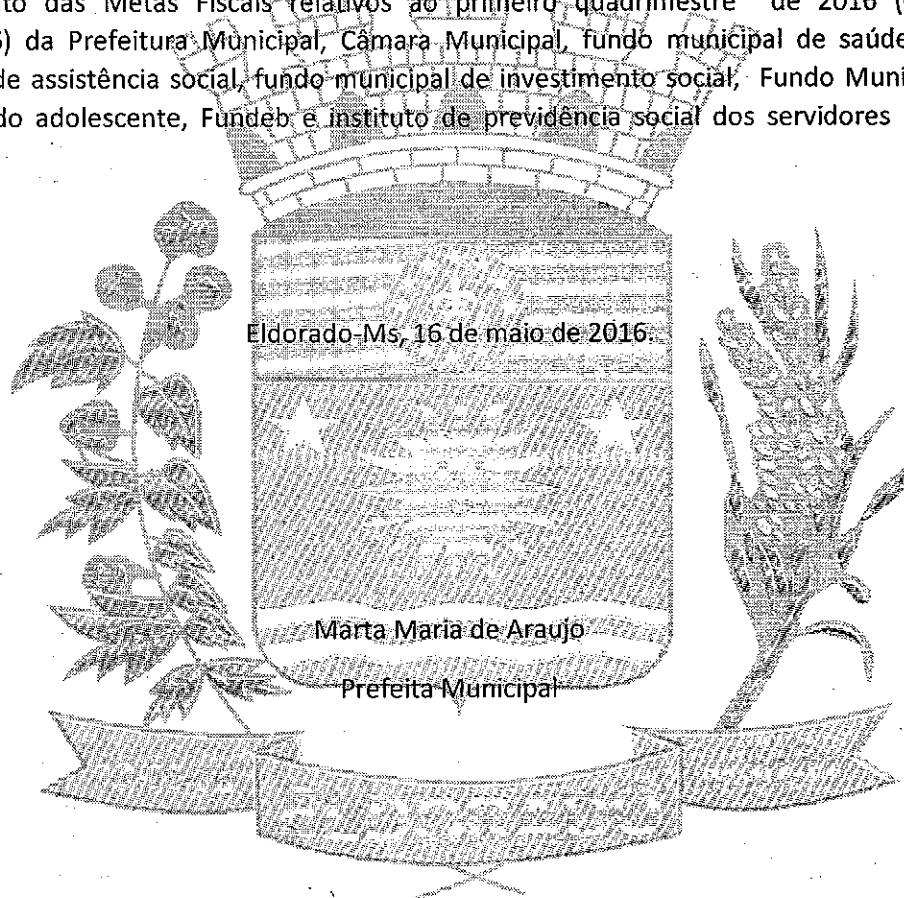 to das Metas Fiscais relativos ao primeiro quadrimestre de 2016 (
) da Prefeitura Municipal, Câmara Municipal, fundo municipal de saúde
de assistência social, fundo municipal de investimento social, Fundo Muni
do adolescente, Fundeb e instituto de previdência social dos servidores
Eldorado-Ms, 16 de maio de 2016.
Marta Maria de Araujo
Prefeita Municipal